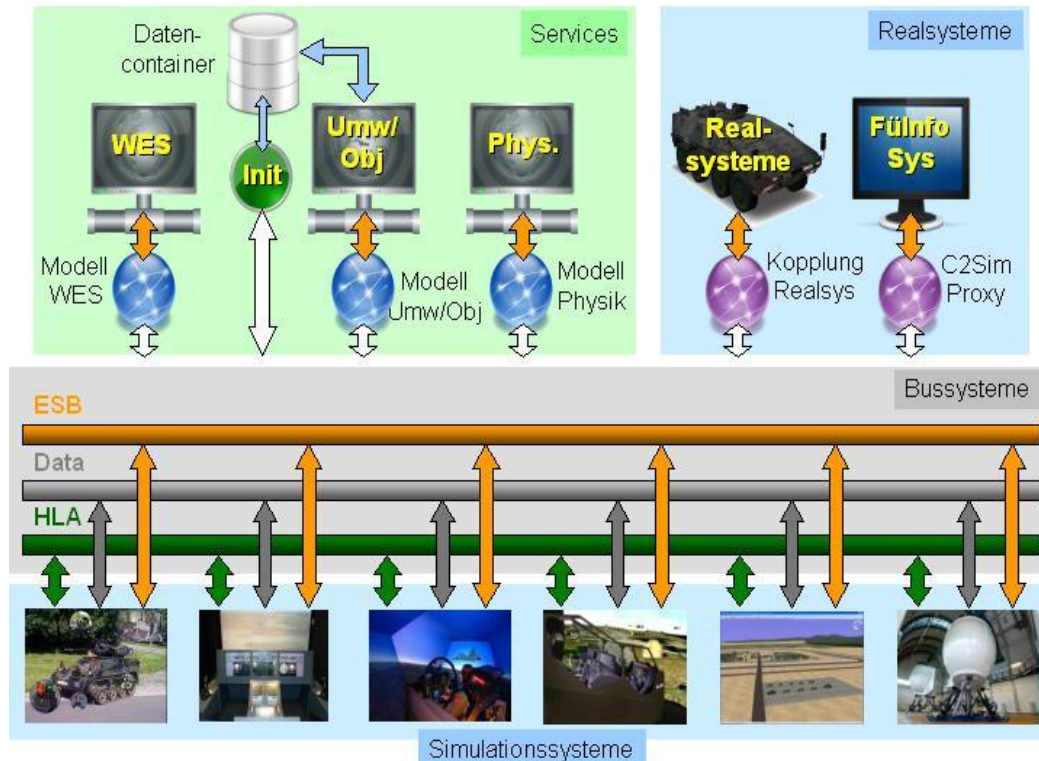 Daten-
container
Services
Realsysteme
WES
Init
Umw/
Obj
Phys.
Real-
systeme
FüInfo
Sys
Modell
WES
Modell
Umw/Obj
Modell
Physik
Kopplung
Realsys
C2Sim
Proxy
Bussysteme
ESB
Data
HLA
Simulationssysteme